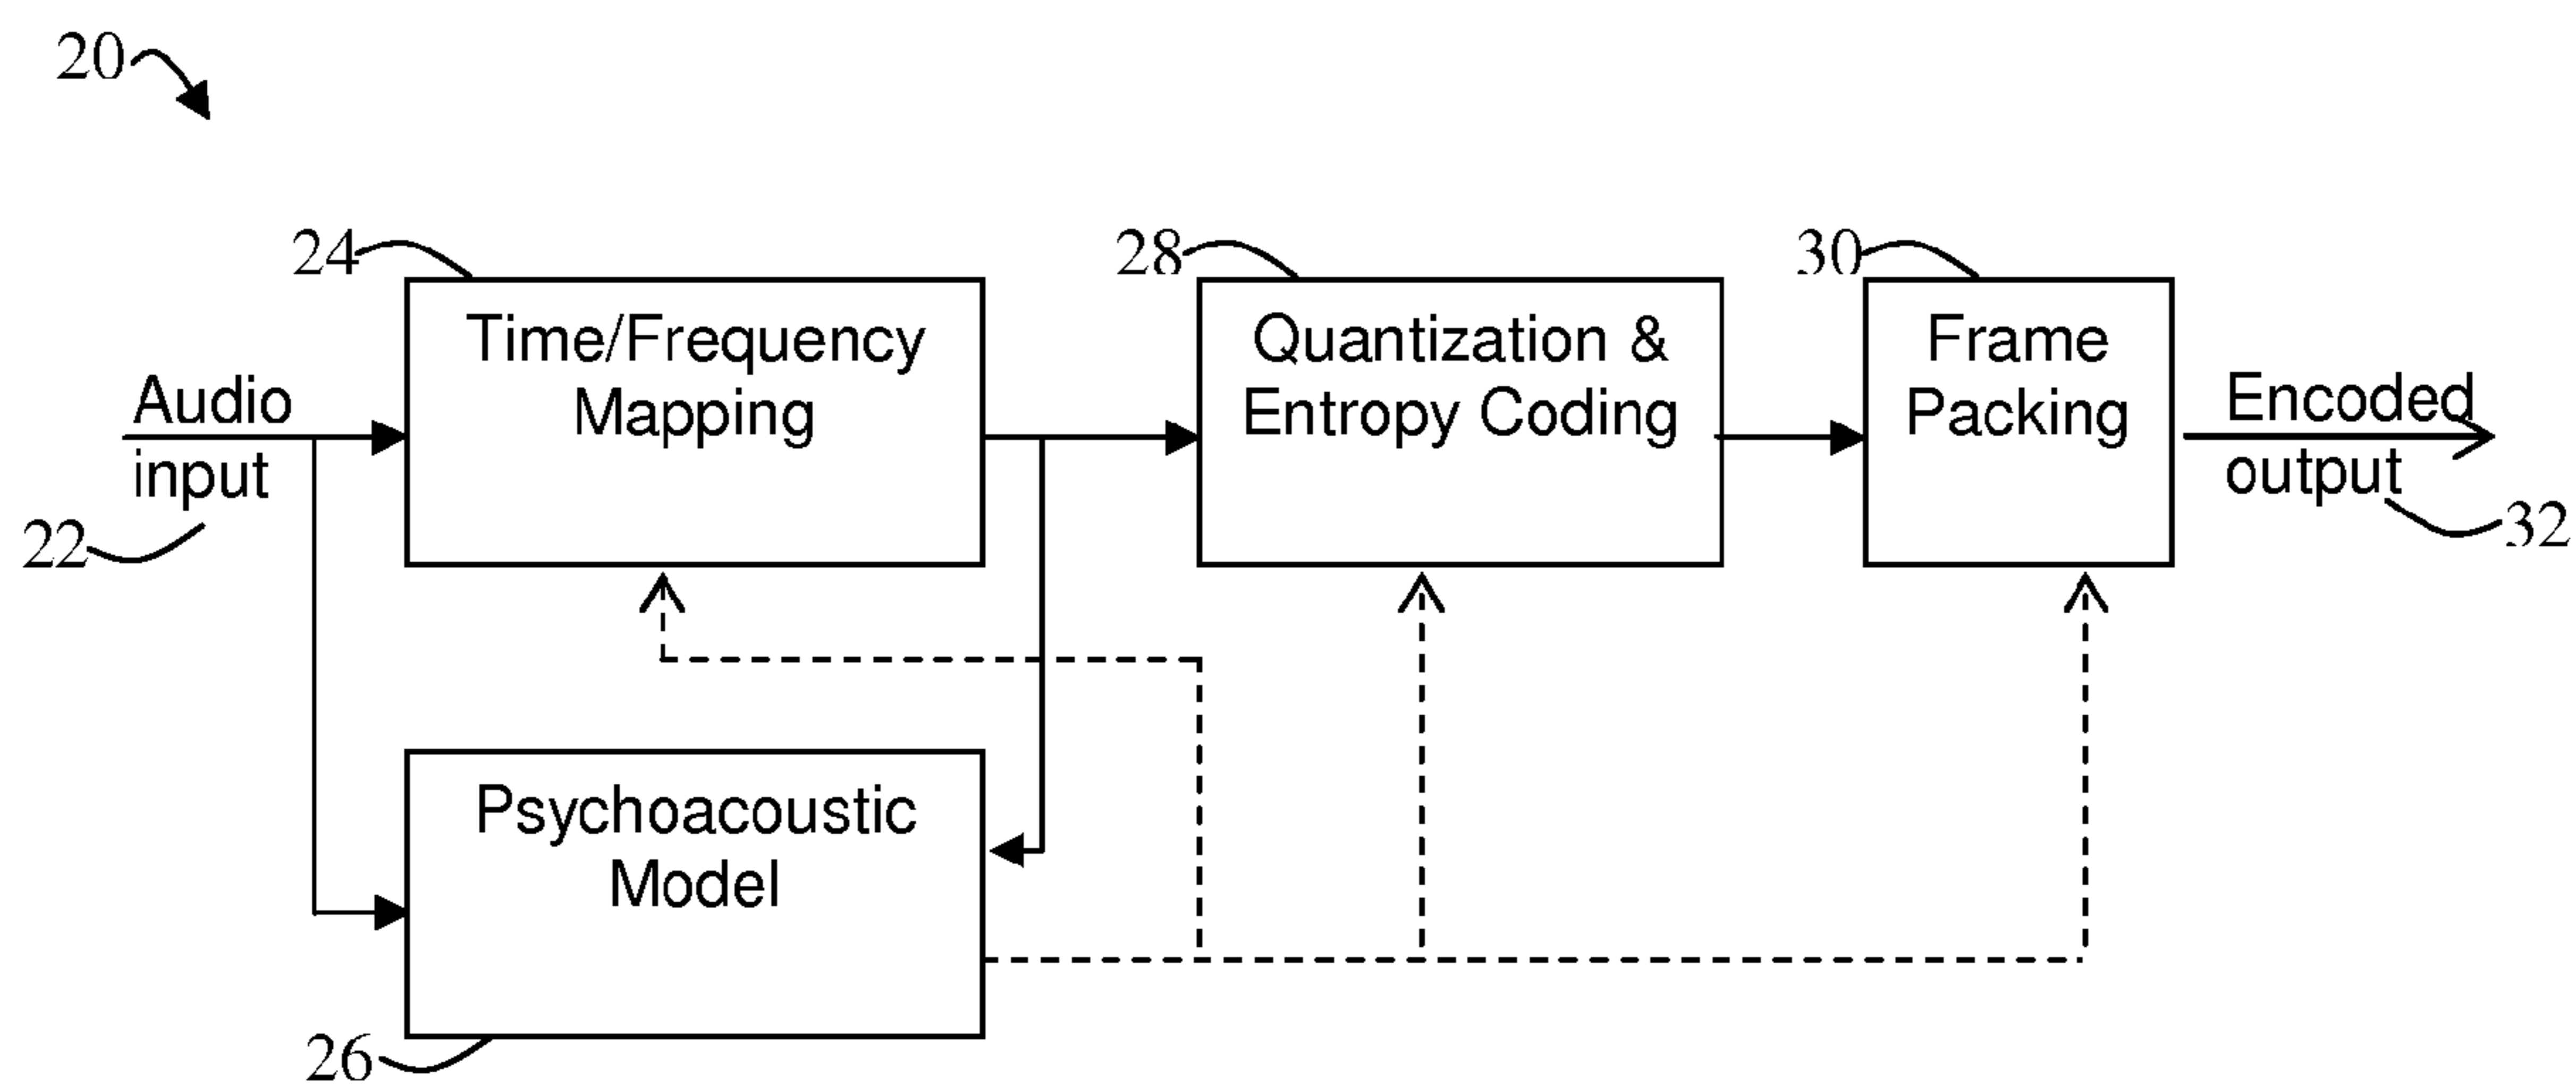 20
24
28
30
Time/Frequency
Mapping
Quantization &
Entropy Coding
Frame
Packing
Audio
input
22
Encoded
output
32
Psychoacoustic
Model
26